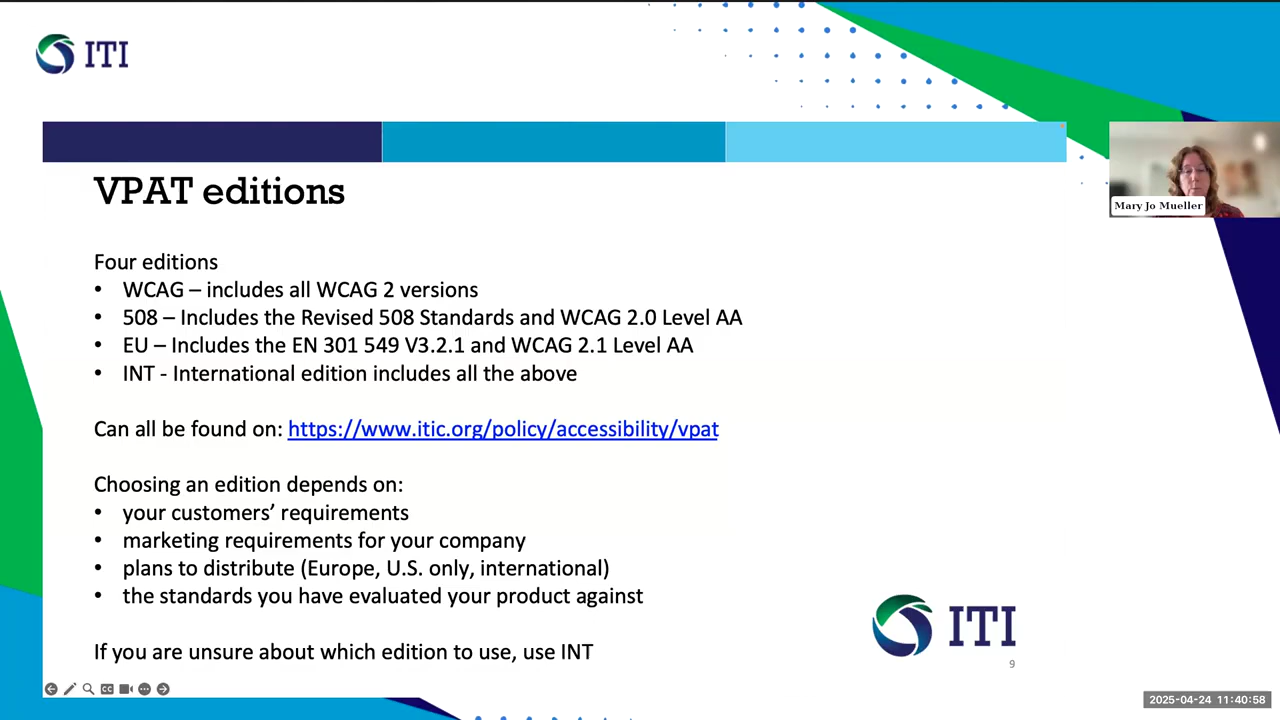 ITI
VPAT editions
Mary Jo Mueller
Four editions
• WCAG – includes all WCAG 2 versions
• 508 – Includes the Revised 508 Standards and WCAG 2.0 Level AA
• EU – Includes the EN 301 549 V3.2.1 and WCAG 2.1 Level AA
• INT - International edition includes all the above
Can all be found on: https://www.itic.org/policy/accessibility/vpat
Choosing an edition depends on:
• your customers’ requirements
• marketing requirements for your company
• plans to distribute (Europe, U.S. only, international)
• the standards you have evaluated your product against
If you are unsure about which edition to use, use INT
ITI
9
CC
2025-04-24 11:40:58